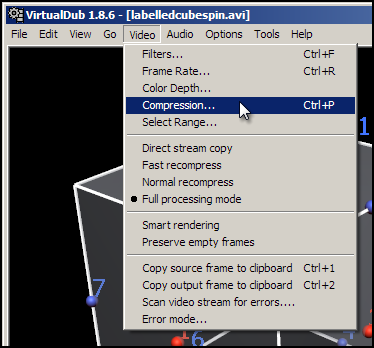 VirtualDub 1.8.6 - [labelledcubespin.avi]
File Edit View Go Video Audio Options Tools Help
Filters... Ctrl+F
Frame Rate... Ctrl+R
Color Depth...
Compression... Ctrl+P
Select Range...
1
Direct stream copy
Fast recompress
Normal recompress
Full processing mode
Smart rendering
Preserve empty frames
Copy source frame to clipboard Ctrl+1
Copy output frame to clipboard Ctrl+2
7
Scan video stream for errors....
Error mode...
6